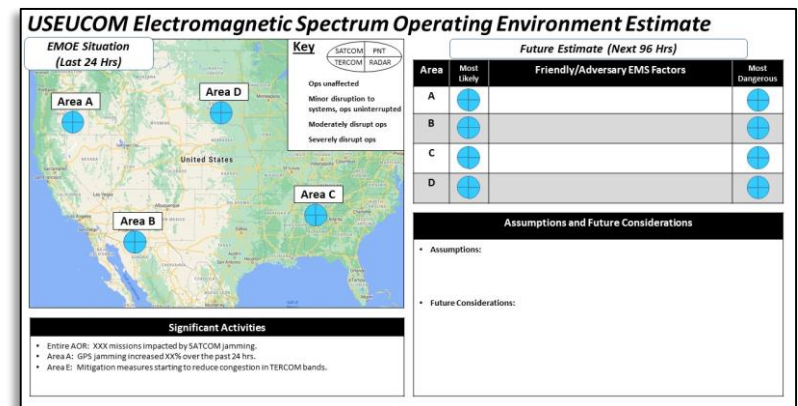 USEUCOM Electromagnetic Spectrum Operating Environment Estimate
EMOE Situation
(Last 24 Hrs)
Key
SATCOM PNT
TERCOM RADAR
Ops unaffected
Minor disruption to
systems, ops uninterrupted
Moderately disrupt ops
Severely disrupt ops
Area A
Area D
United States
Area C
Area B
Significant Activities
• Entire AOR: XXX missions impacted by SATCOM jamming.
• Area A: GPS jamming increased XX% over the past 24 hrs.
• Area E: Mitigation measures starting to reduce congestion in TERCOM bands.
Future Estimate (Next 96 Hrs)
Area Most Likely Friendly/Adversary EMS Factors Most Dangerous
A
B
C
D
Assumptions and Future Considerations
• Assumptions:
• Future Considerations: